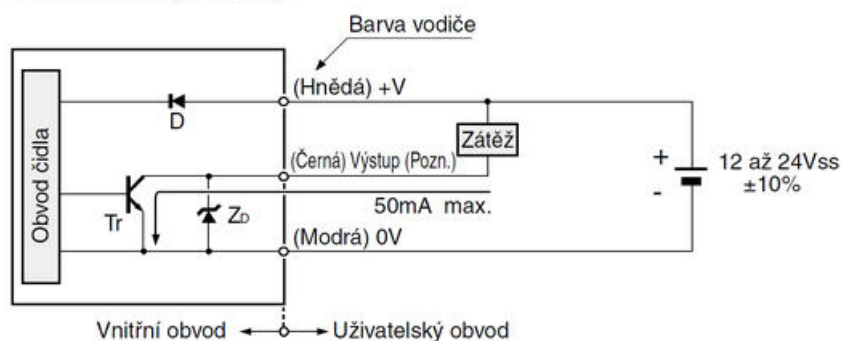 Barva vodiče
(Hnědá) +V
D
Zátěž
(Černá) Výstup (Pozn.)
+
12 až 24Vss
±10%
-
Obvod čidla
Tr
ZD
50mA max.
(Modrá) 0V
Vnitřní obvod
Uživatelský obvod